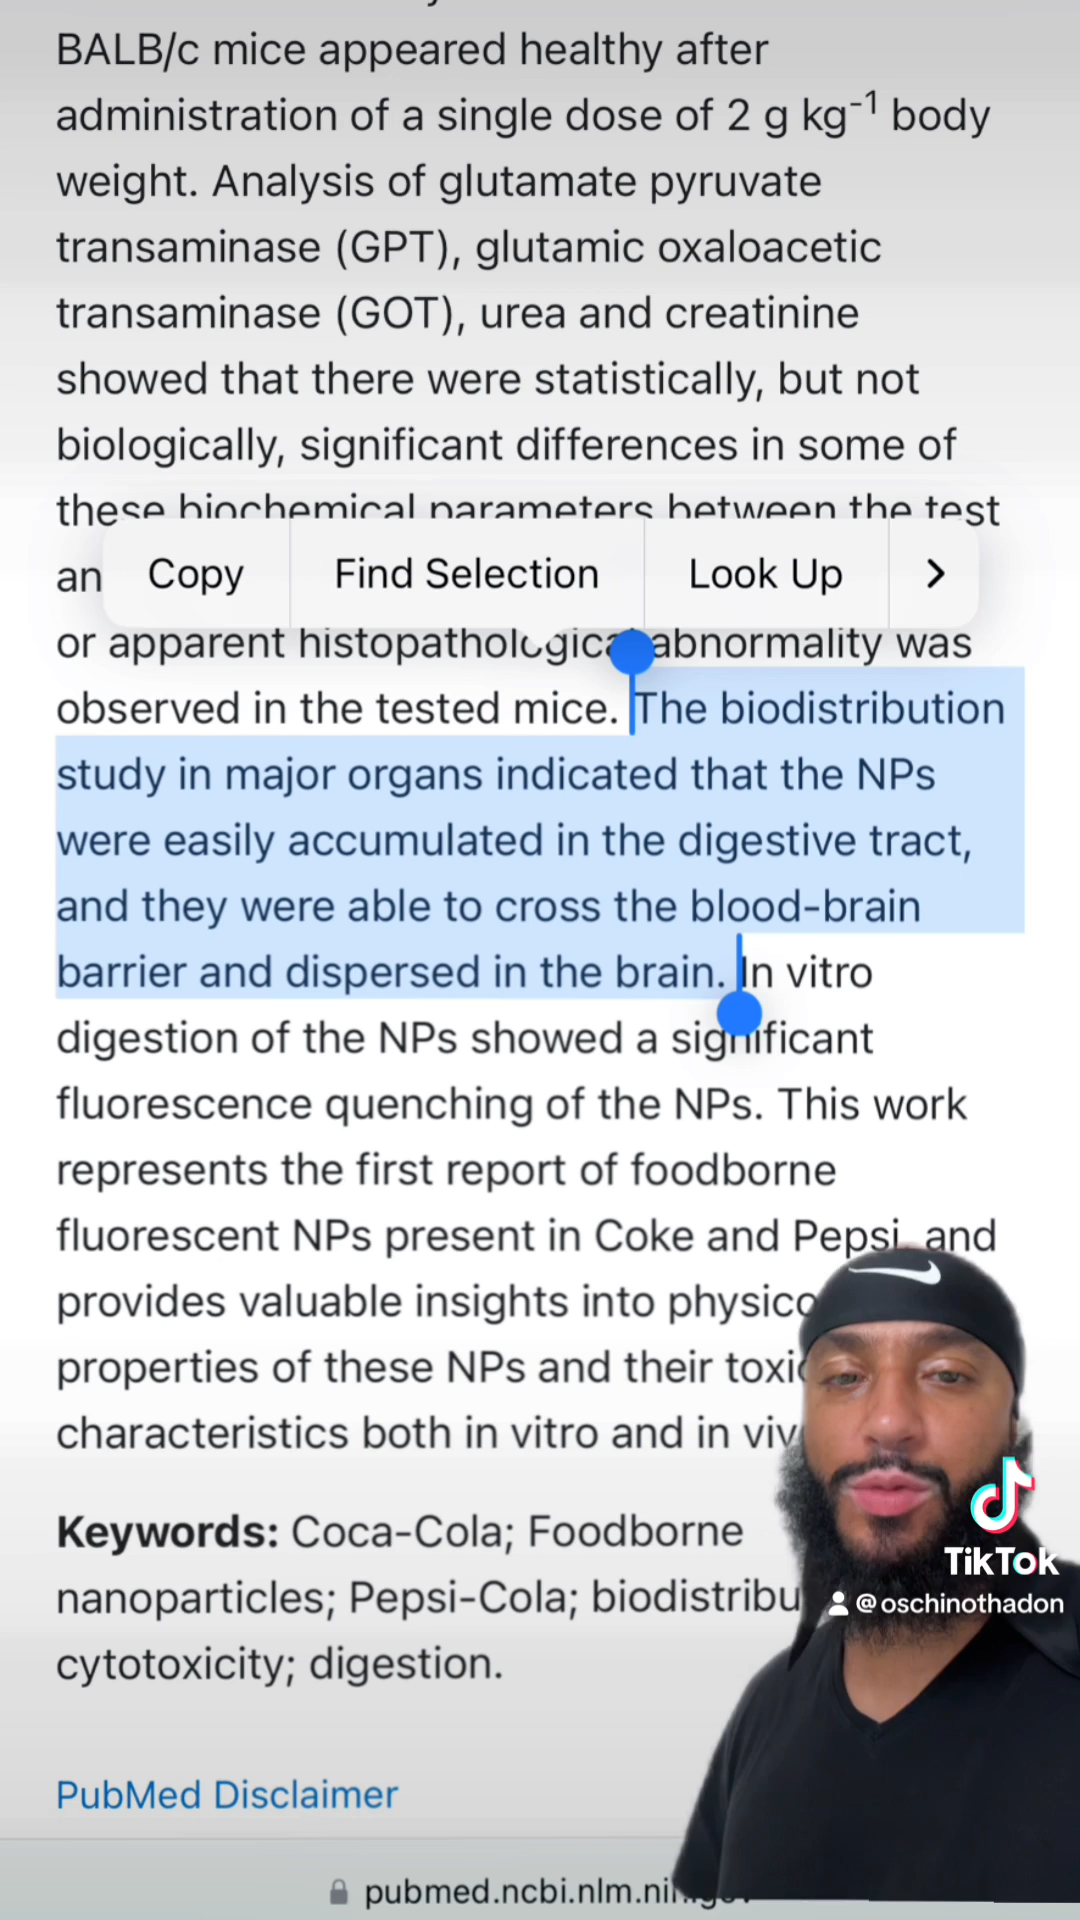 BALB/c mice appeared healthy after
administration of a single dose of 2 g kg⁻¹ body
weight. Analysis of glutamate pyruvate
transaminase (GPT), glutamic oxaloacetic
transaminase (GOT), urea and creatinine
showed that there were statistically, but not
biologically, significant differences in some of
these biochemical parameters between the test
an
Copy Find Selection Look Up
or apparent histopathological abnormality was
observed in the tested mice. The biodistribution
study in major organs indicated that the NPs
were easily accumulated in the digestive tract,
and they were able to cross the blood-brain
barrier and dispersed in the brain. In vitro
digestion of the NPs showed a significant
fluorescence quenching of the NPs. This work
represents the first report of foodborne
fluorescent NPs present in Coke and Pepsi, and
provides valuable insights into physico
properties of these NPs and their toxic
characteristics both in vitro and in viv
Keywords: Coca-Cola; Foodborne
nanoparticles; Pepsi-Cola; biodistribu
cytotoxicity; digestion.
TikTok
@oschinothadon
PubMed Disclaimer
pubmed.ncbi.nlm.nih.gov